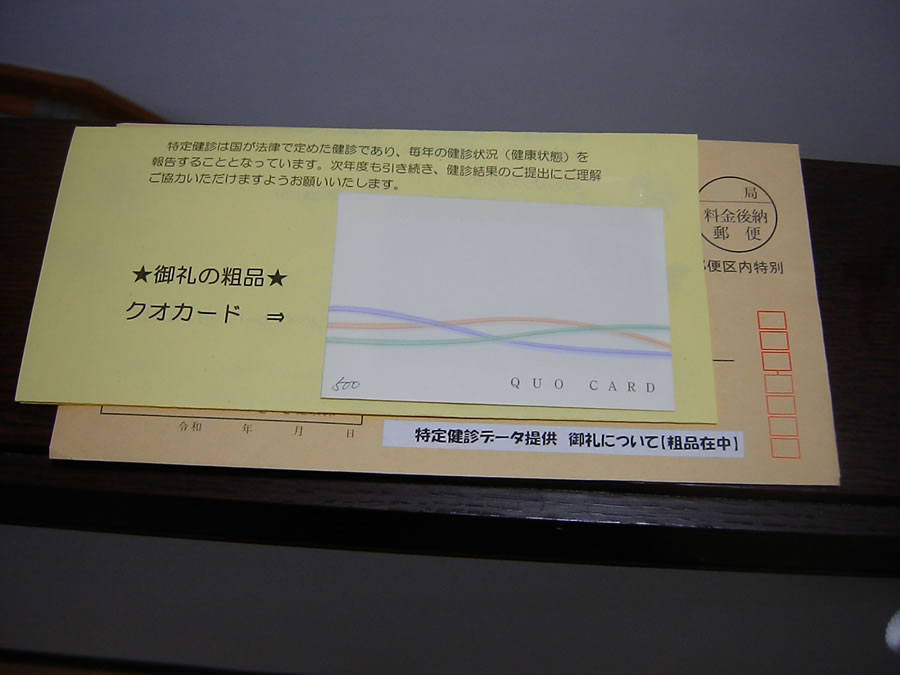 特定健診は国が法律で定めた健診であり、毎年の健診状況（健康状態）を
報告することとなっています。次年度も引き続き、健診結果のご提出にご理解
ご協力いただけますようお願いいたします。
★御礼の粗品★
クオカード ⇒
500
QUO CARD
局
料金後納
郵便
便区内特別
令和 年 月 日
特定健診データ提供 御礼について【粗品在中】